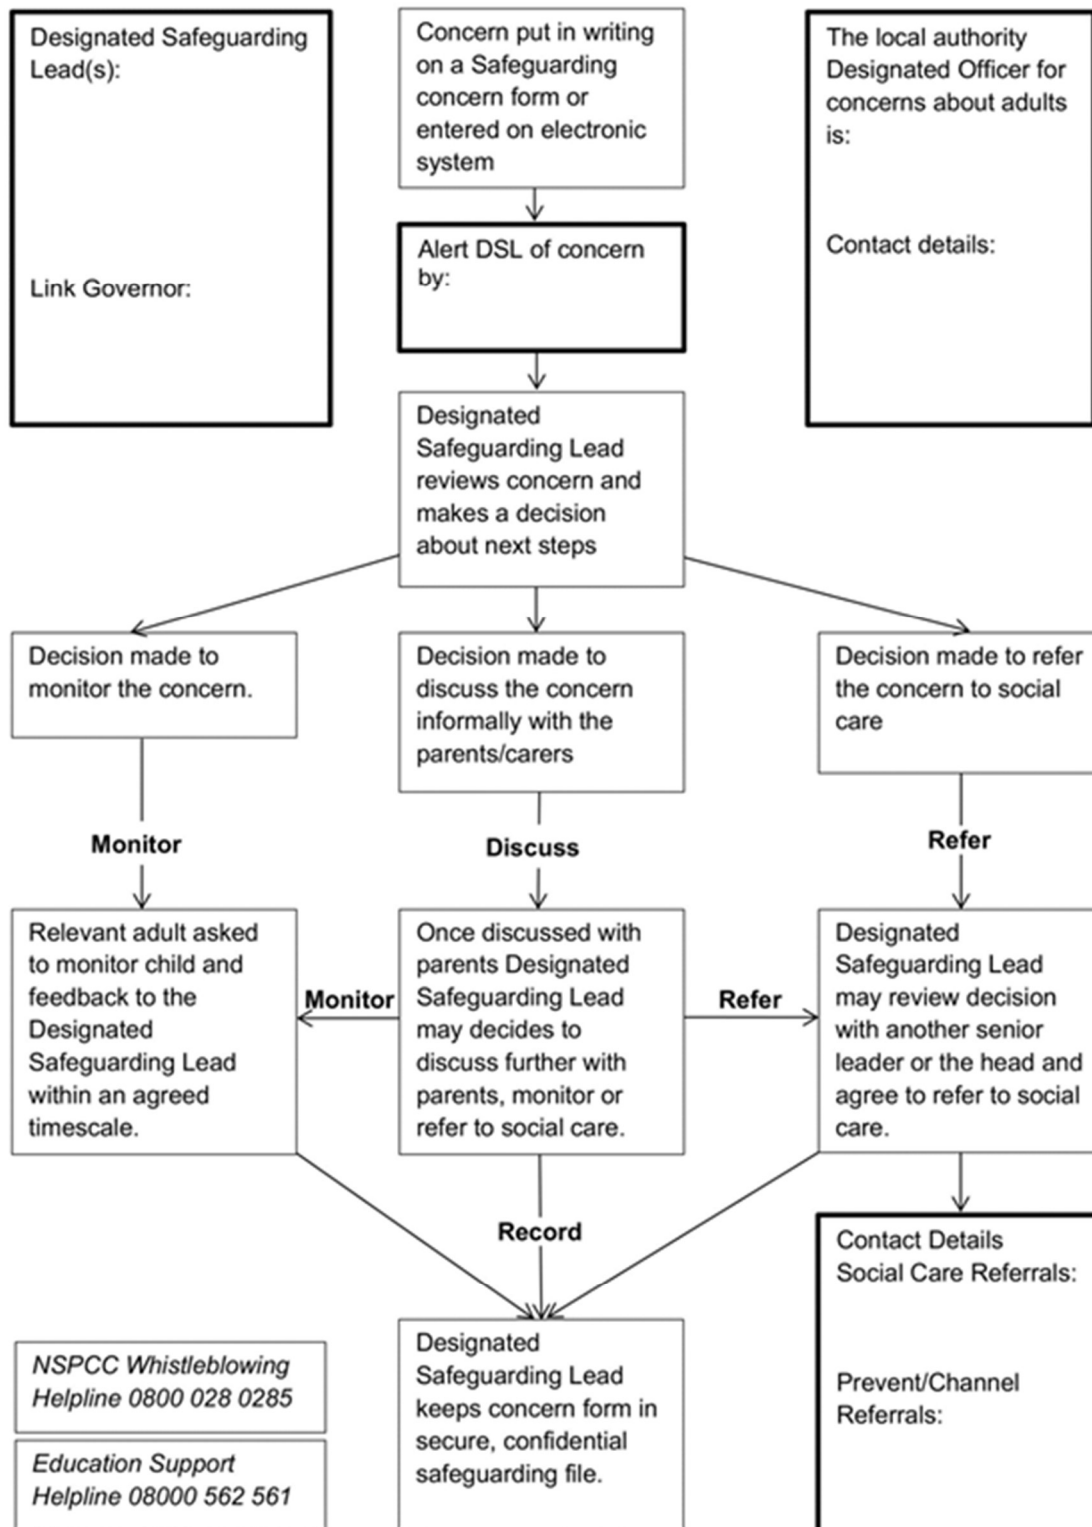 Designated Safeguarding
Lead(s):
Link Governor:
Concern put in writing
on a Safeguarding
concern form or
entered on electronic
system
The local authority
Designated Officer for
concerns about adults
is:
Contact details:
Alert DSL of concern
by:
Designated
Safeguarding Lead
reviews concern and
makes a decision
about next steps
Decision made to
monitor the concern.
Decision made to
discuss the concern
informally with the
parents/carers
Decision made to refer
the concern to social
care
Monitor
Discuss
Refer
Relevant adult asked
to monitor child and
feedback to the
Designated
Safeguarding Lead
within an agreed
timescale.
Monitor
Once discussed with
parents Designated
Safeguarding Lead
may decides to
discuss further with
parents, monitor or
refer to social care.
Refer
Designated
Safeguarding Lead
may review decision
with another senior
leader or the head and
agree to refer to social
care.
Record
Contact Details
Social Care Referrals:
Prevent/Channel
Referrals:
Designated
Safeguarding Lead
keeps concern form in
secure, confidential
safeguarding file.
NSPCC Whistleblowing
Helpline 0800 028 0285
Education Support
Helpline 08000 562 561